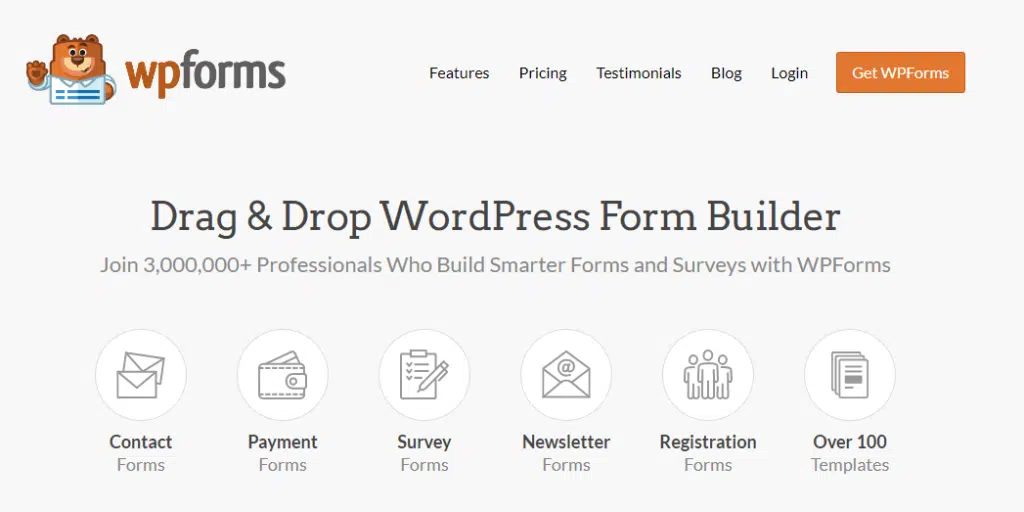 wpforms
Features Pricing Testimonials Blog Login Get WPForms
Drag & Drop WordPress Form Builder
Join 3,000,000+ Professionals Who Build Smarter Forms and Surveys with WPForms
@
Contact Payment Survey Newsletter Registration Over 100
Forms Forms Forms Forms Forms Templates